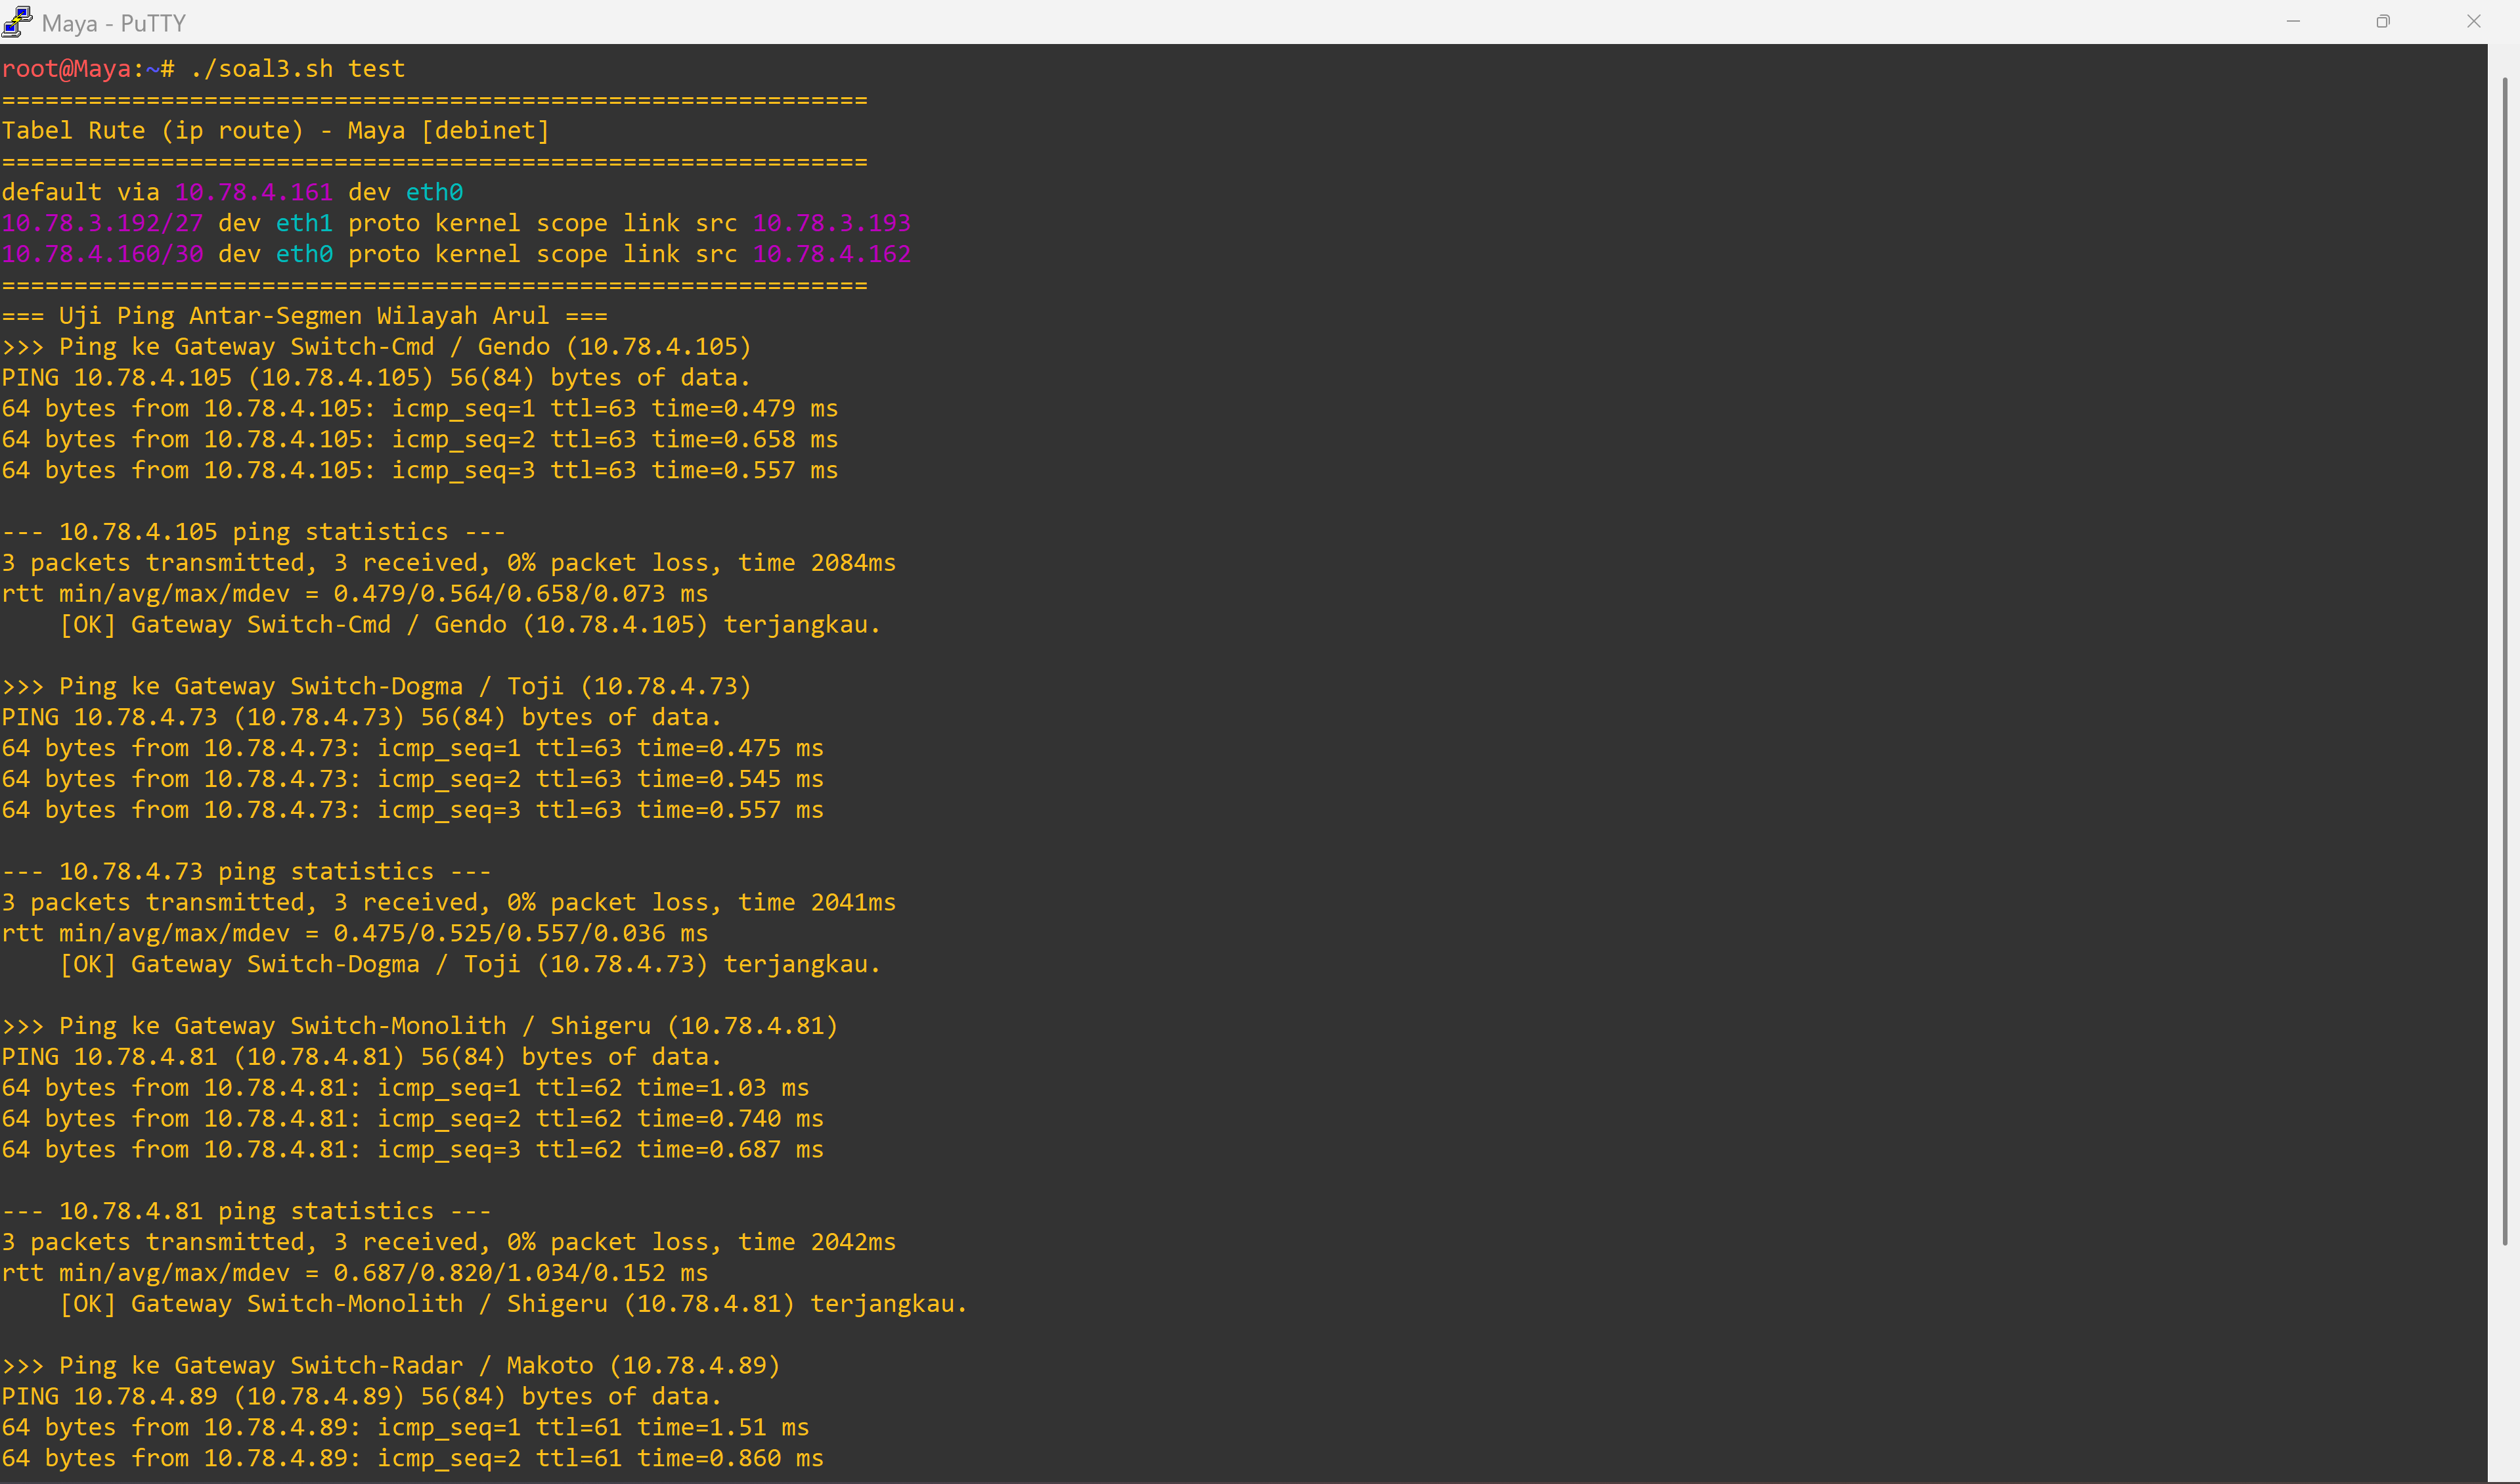 Maya - PuTTY
root@Maya:~# ./soal3.sh test
============================================================
Tabel Rute (ip route) - Maya [debinet]
============================================================
default via 10.78.4.161 dev eth0
10.78.3.192/27 dev eth1 proto kernel scope link src 10.78.3.193
10.78.4.160/30 dev eth0 proto kernel scope link src 10.78.4.162
============================================================
=== Uji Ping Antar-Segmen Wilayah Arul ===
>>> Ping ke Gateway Switch-Cmd / Gendo (10.78.4.105)
PING 10.78.4.105 (10.78.4.105) 56(84) bytes of data.
64 bytes from 10.78.4.105: icmp_seq=1 ttl=63 time=0.479 ms
64 bytes from 10.78.4.105: icmp_seq=2 ttl=63 time=0.658 ms
64 bytes from 10.78.4.105: icmp_seq=3 ttl=63 time=0.557 ms

--- 10.78.4.105 ping statistics ---
3 packets transmitted, 3 received, 0% packet loss, time 2084ms
rtt min/avg/max/mdev = 0.479/0.564/0.658/0.073 ms
    [OK] Gateway Switch-Cmd / Gendo (10.78.4.105) terjangkau.

>>> Ping ke Gateway Switch-Dogma / Toji (10.78.4.73)
PING 10.78.4.73 (10.78.4.73) 56(84) bytes of data.
64 bytes from 10.78.4.73: icmp_seq=1 ttl=63 time=0.475 ms
64 bytes from 10.78.4.73: icmp_seq=2 ttl=63 time=0.545 ms
64 bytes from 10.78.4.73: icmp_seq=3 ttl=63 time=0.557 ms

--- 10.78.4.73 ping statistics ---
3 packets transmitted, 3 received, 0% packet loss, time 2041ms
rtt min/avg/max/mdev = 0.475/0.525/0.557/0.036 ms
    [OK] Gateway Switch-Dogma / Toji (10.78.4.73) terjangkau.

>>> Ping ke Gateway Switch-Monolith / Shigeru (10.78.4.81)
PING 10.78.4.81 (10.78.4.81) 56(84) bytes of data.
64 bytes from 10.78.4.81: icmp_seq=1 ttl=62 time=1.03 ms
64 bytes from 10.78.4.81: icmp_seq=2 ttl=62 time=0.740 ms
64 bytes from 10.78.4.81: icmp_seq=3 ttl=62 time=0.687 ms

--- 10.78.4.81 ping statistics ---
3 packets transmitted, 3 received, 0% packet loss, time 2042ms
rtt min/avg/max/mdev = 0.687/0.820/1.034/0.152 ms
    [OK] Gateway Switch-Monolith / Shigeru (10.78.4.81) terjangkau.

>>> Ping ke Gateway Switch-Radar / Makoto (10.78.4.89)
PING 10.78.4.89 (10.78.4.89) 56(84) bytes of data.
64 bytes from 10.78.4.89: icmp_seq=1 ttl=61 time=1.51 ms
64 bytes from 10.78.4.89: icmp_seq=2 ttl=61 time=0.860 ms